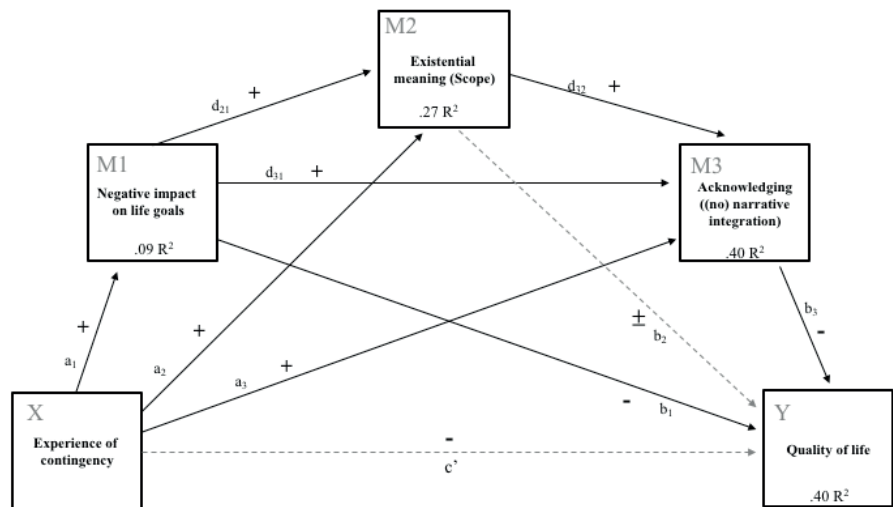 M2
Existential
meaning (Scope)
.27 R²
+
d₂₁
d₃₂
+
M1
Negative impact
on life goals
.09 R²
d₃₁
+
M3
Acknowledging
((no) narrative
integration)
.40 R²
+
a₁
+
a₂
+
a₃
±
b₂
b₃
-
-
b₁
X
Experience of
contingency
-
c’
Y
Quality of life
.40 R²